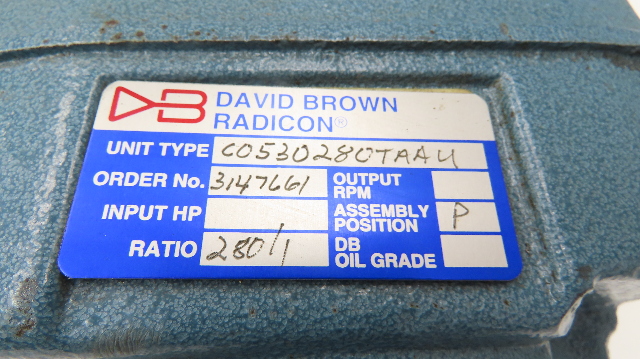 DB DAVID BROWN
RADICON®
UNIT TYPE C0530280TAAU
ORDER No. 3147661 OUTPUT RPM
INPUT HP ASSEMBLY POSITION P
RATIO 280/1 DB OIL GRADE